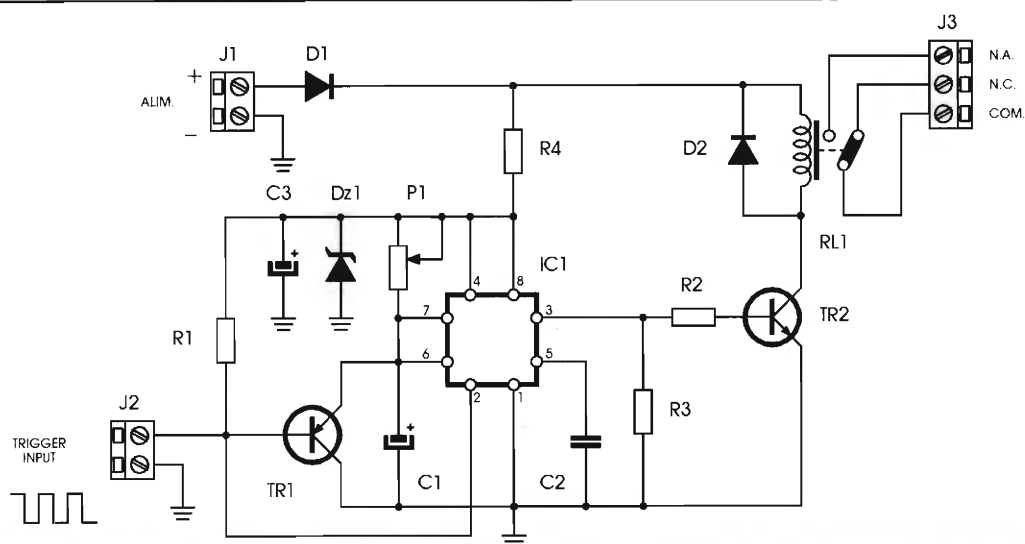 J1
D1
J3
+
ALIM.
−
N.A.
N.C.
COM.
R4
D2
C3
Dz1
P1
+
RL1
4
8
IC1
R2
TR2
7
3
R1
6
5
2
1
J2
R3
TRIGGER
INPUT
+
TR1
C1
C2